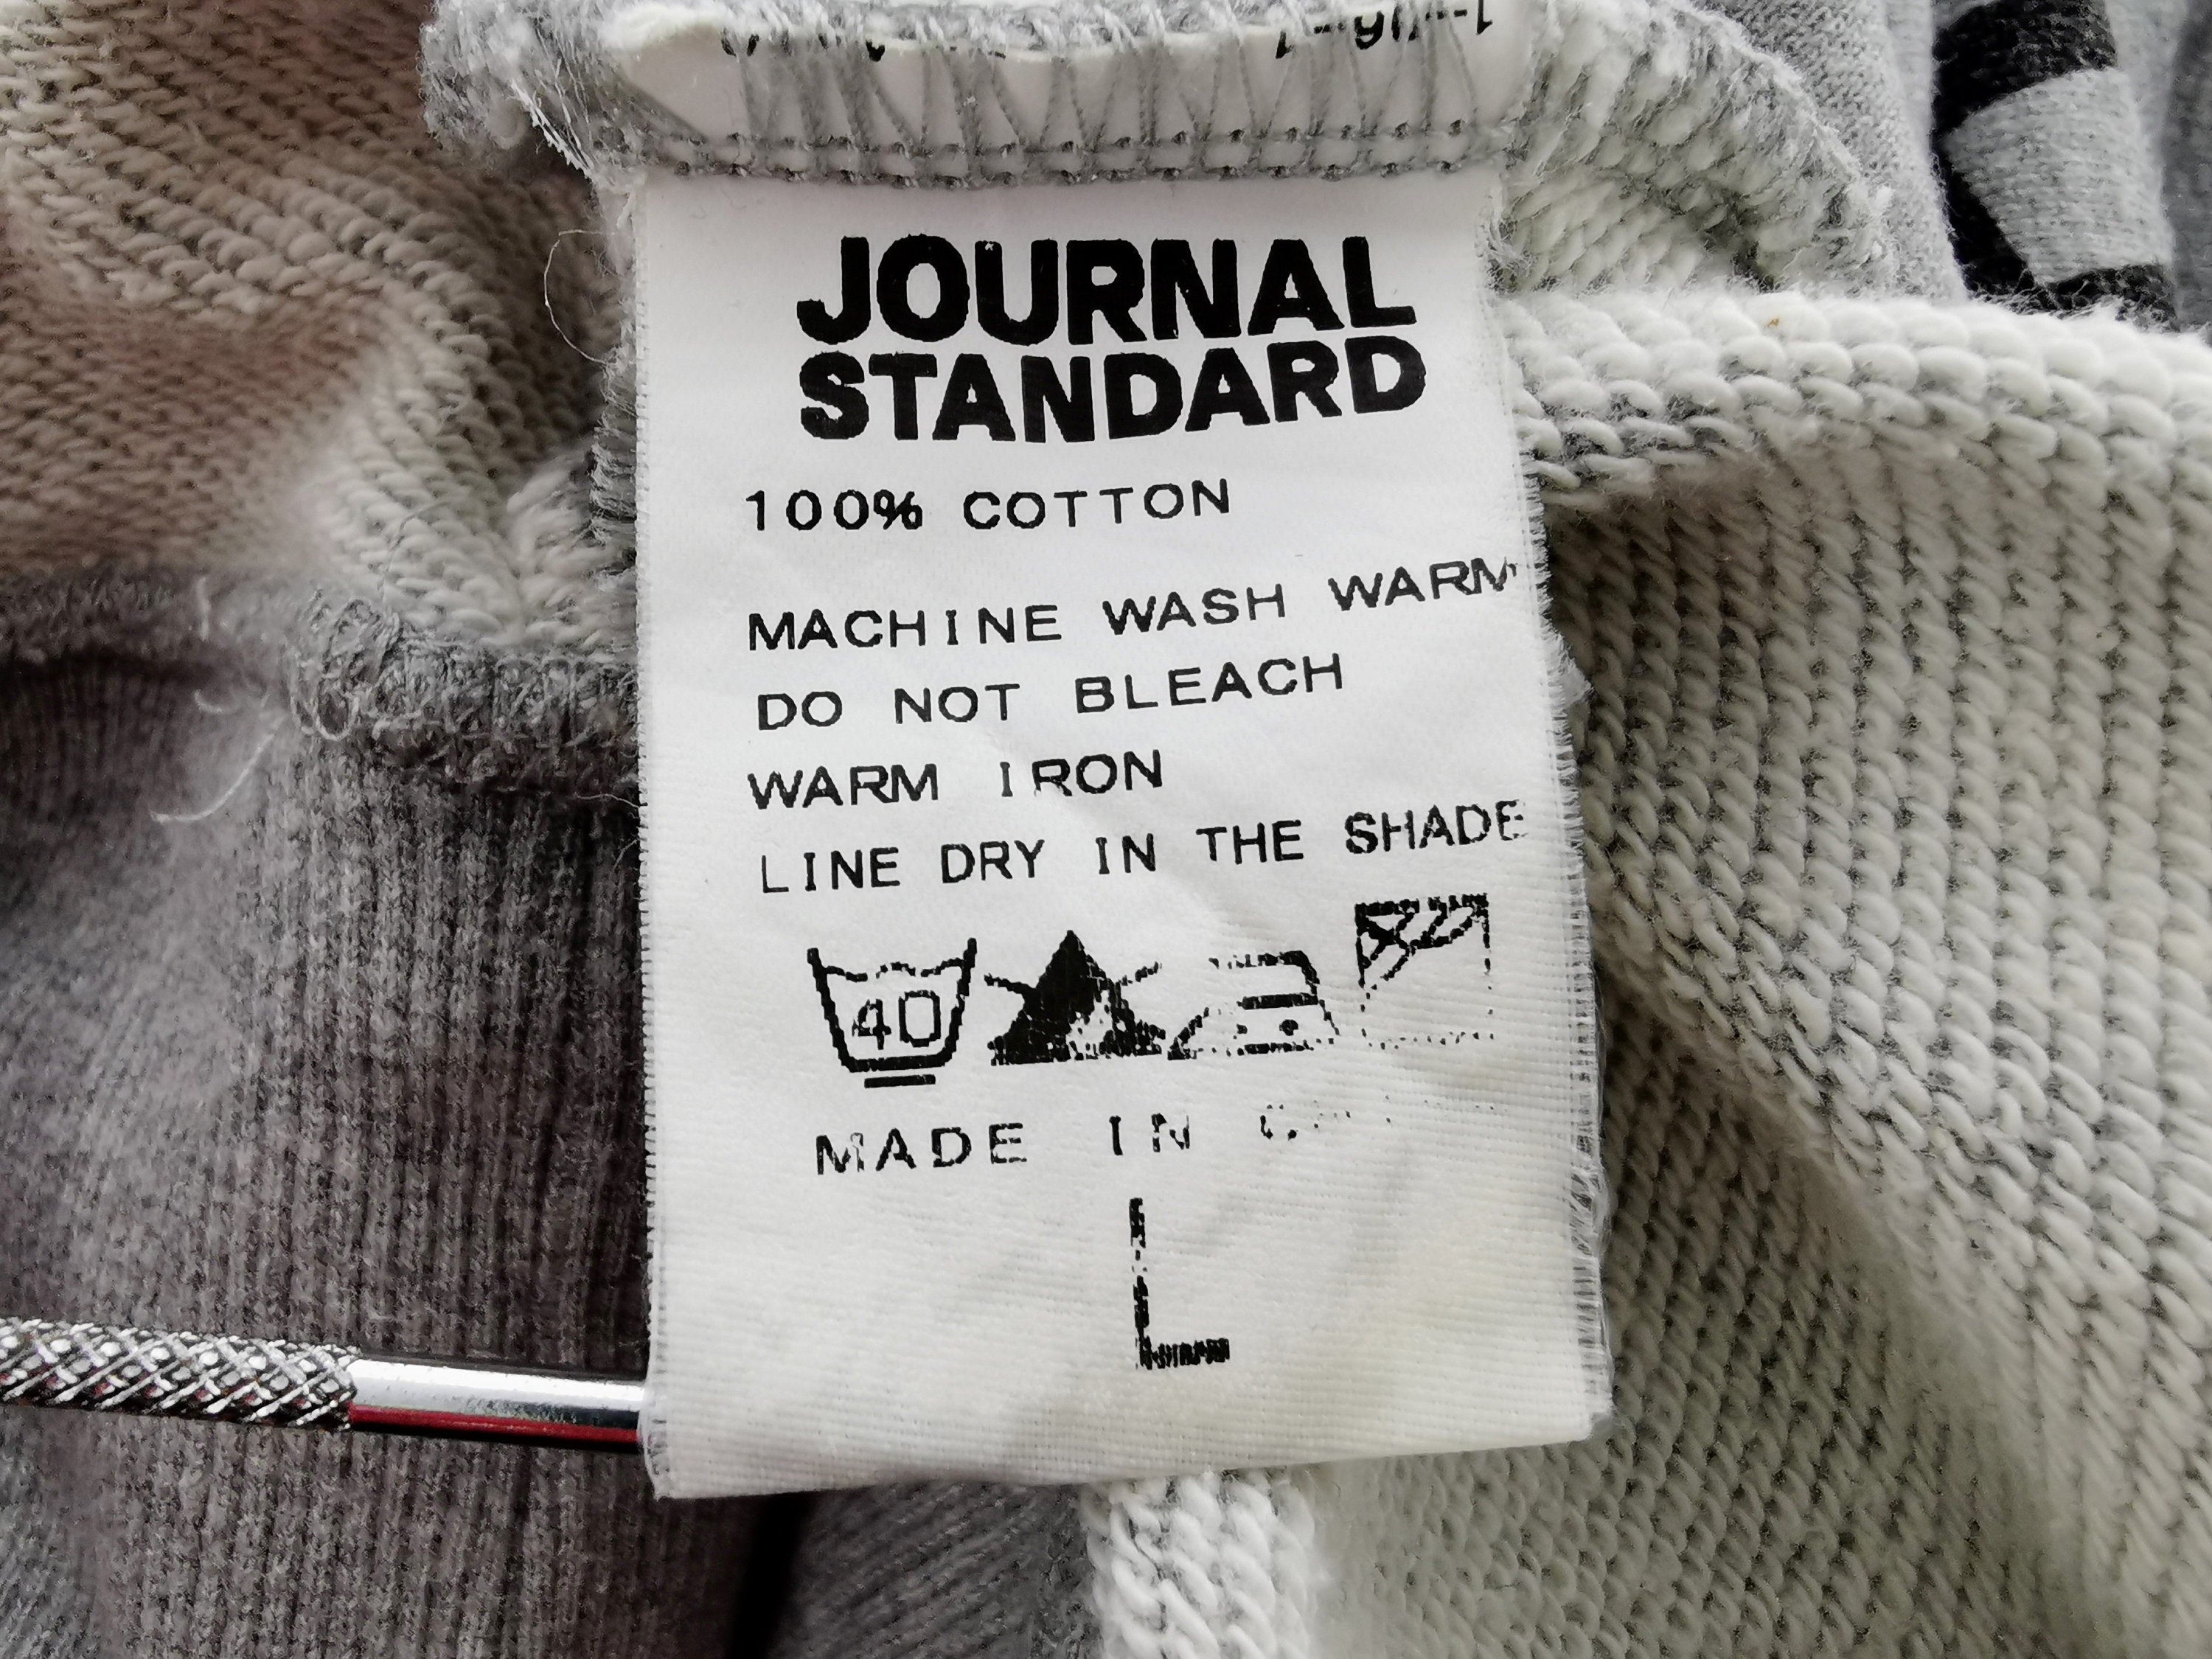 JOURNAL
STANDARD
100% COTTON
MACHINE WASH WARM
DO NOT BLEACH
WARM IRON
LINE DRY IN THE SHADE
40
MADE IN
L